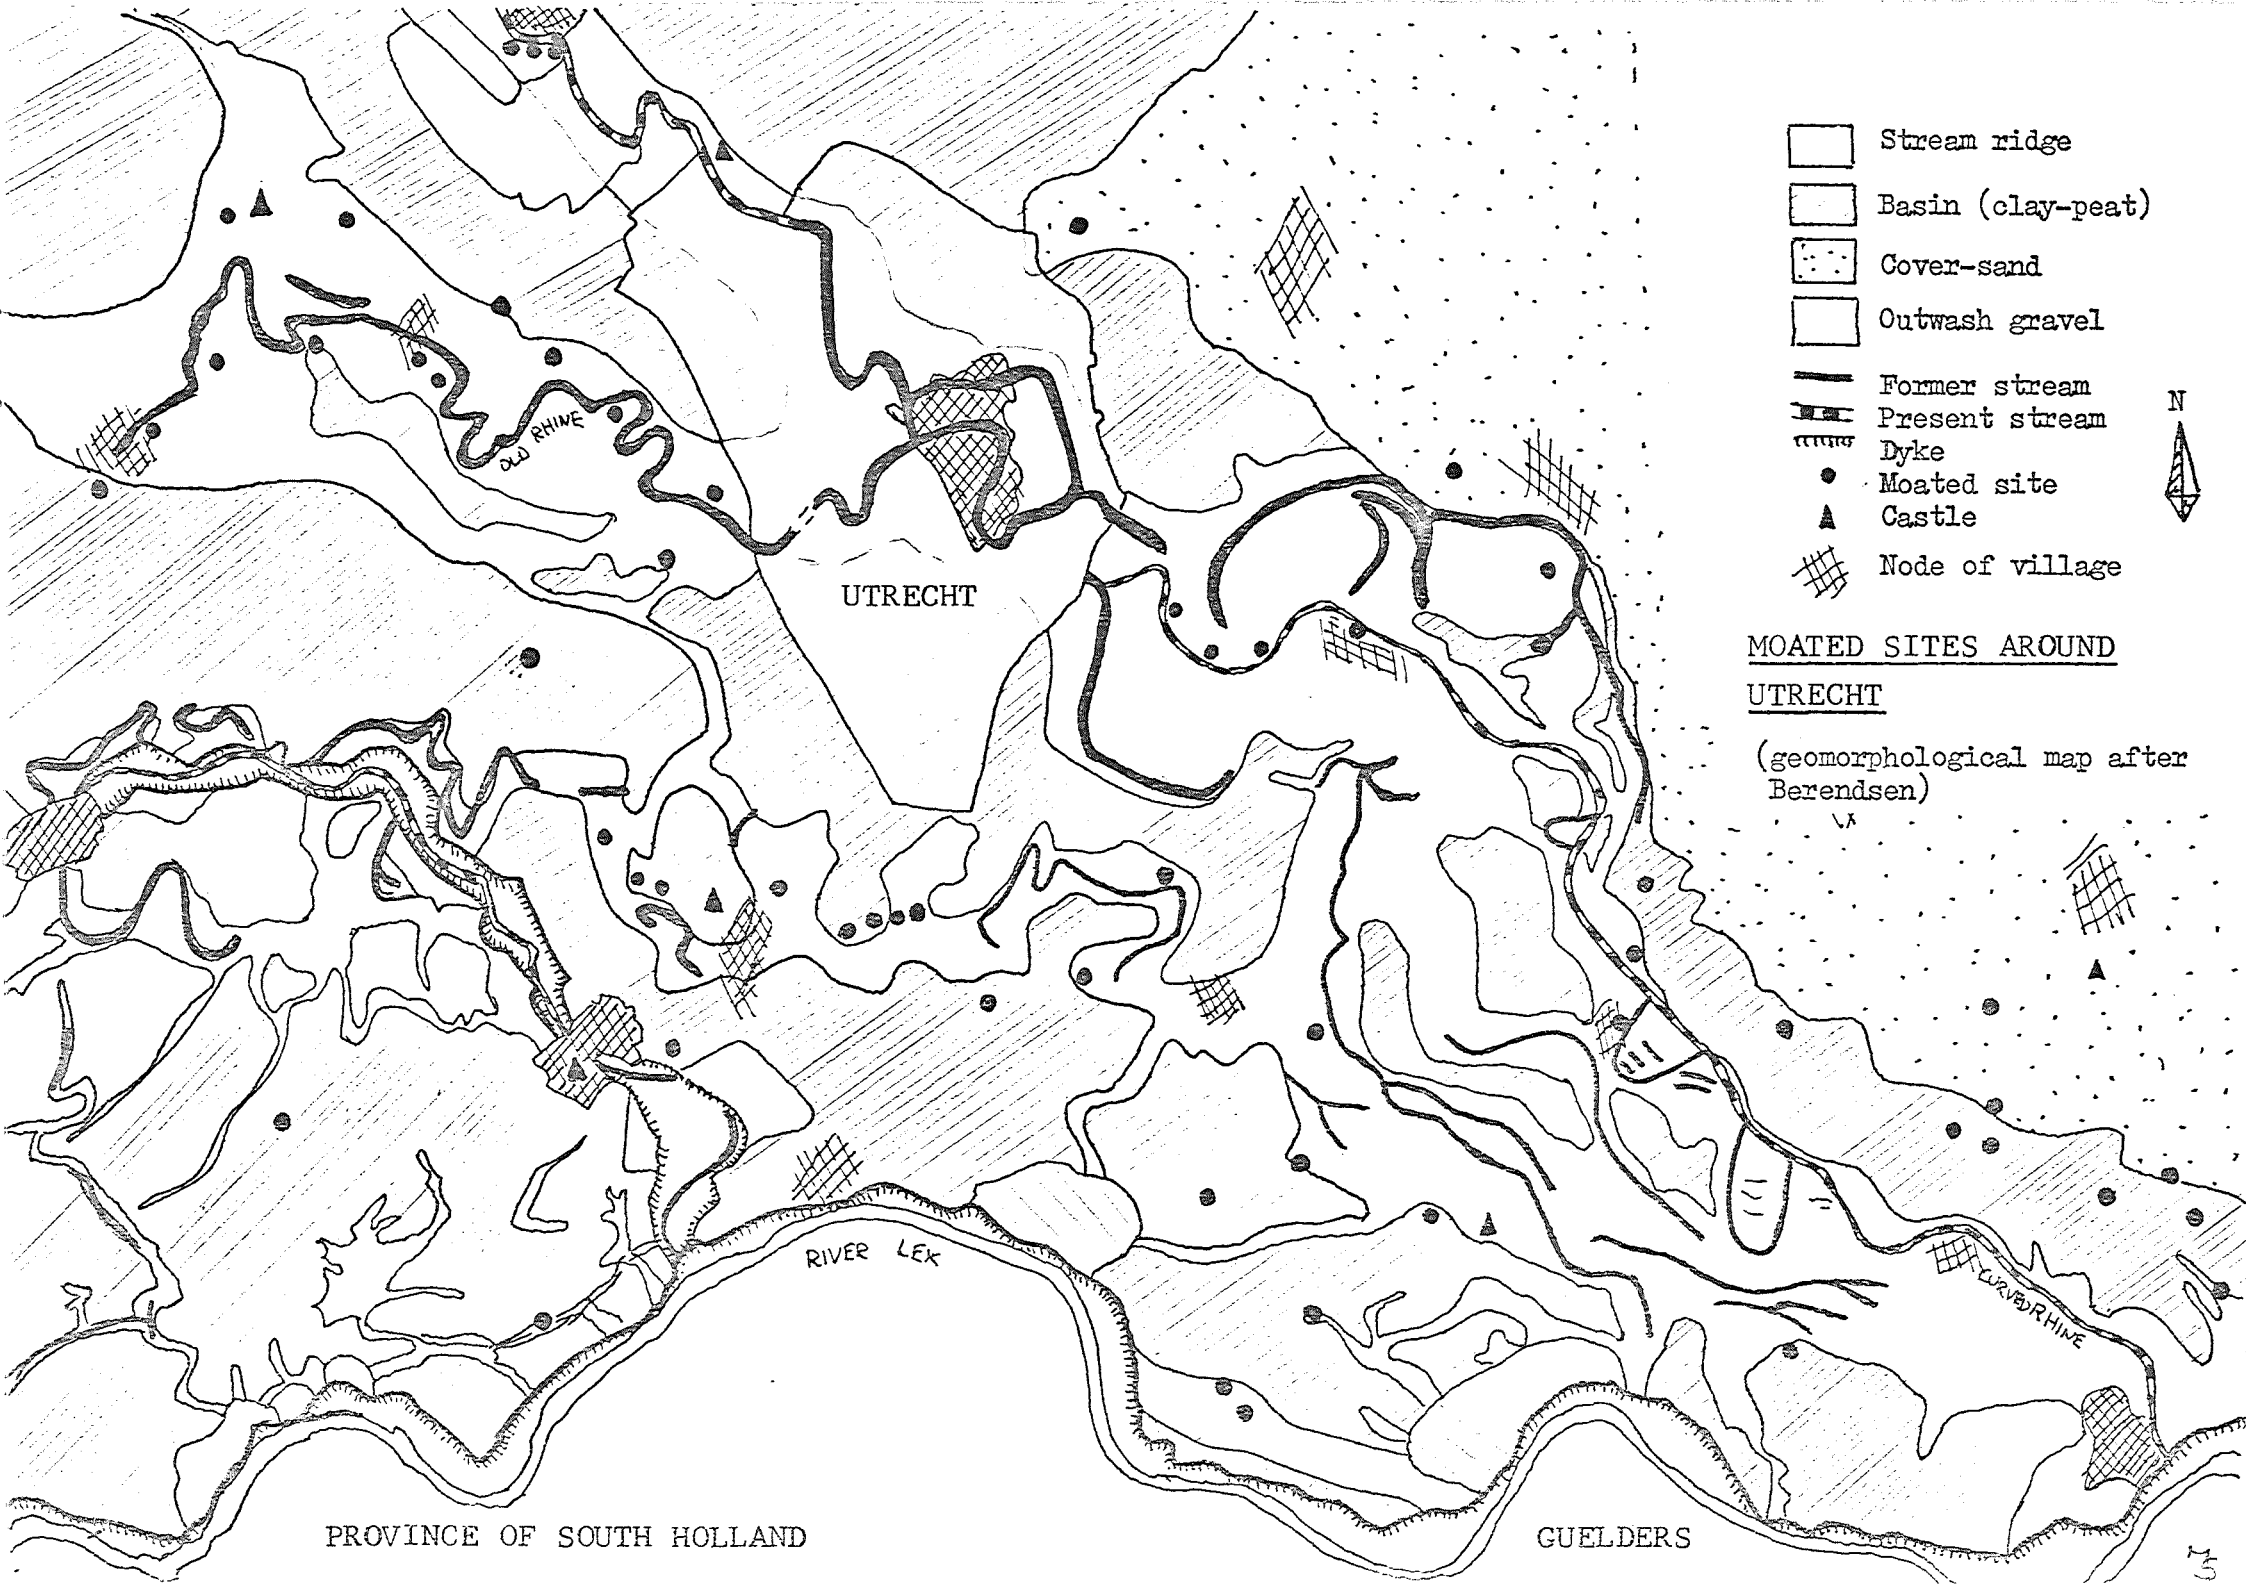 Stream ridge
Basin (clay-peat)
Cover-sand
Outwash gravel
Former stream
Present stream
Dyke
Moated site
Castle
Node of village
N
MOATED SITES AROUND
UTRECHT
(geomorphological map after
Berendsen)
OLD RHINE
UTRECHT
RIVER LEK
CURVED RHINE
PROVINCE OF SOUTH HOLLAND
GUELDERS